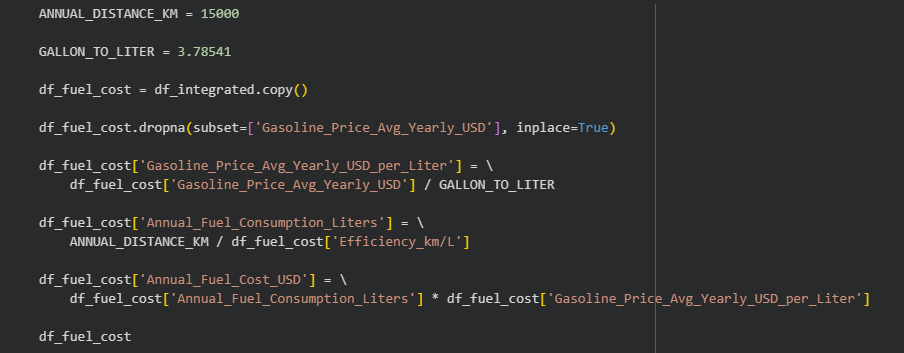 ANNUAL_DISTANCE_KM = 15000
GALLON_TO_LITER = 3.78541
df_fuel_cost = df_integrated.copy()
df_fuel_cost.dropna(subset=['Gasoline_Price_Avg_Yearly_USD'], inplace=True)
df_fuel_cost['Gasoline_Price_Avg_Yearly_USD_per_Liter'] = \
    df_fuel_cost['Gasoline_Price_Avg_Yearly_USD'] / GALLON_TO_LITER
df_fuel_cost['Annual_Fuel_Consumption_Liters'] = \
    ANNUAL_DISTANCE_KM / df_fuel_cost['Efficiency_km/L']
df_fuel_cost['Annual_Fuel_Cost_USD'] = \
    df_fuel_cost['Annual_Fuel_Consumption_Liters'] * df_fuel_cost['Gasoline_Price_Avg_Yearly_USD_per_Liter']
df_fuel_cost